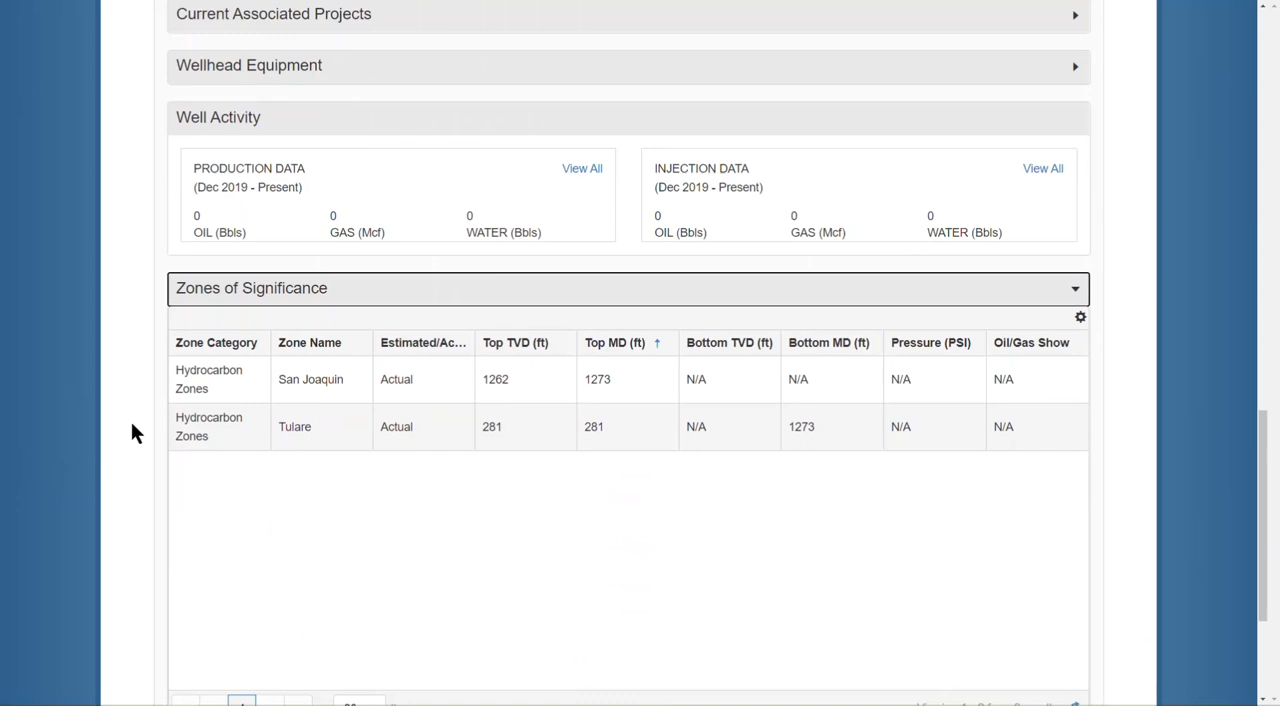 Current Associated Projects
Wellhead Equipment
Well Activity
PRODUCTION DATA View All
(Dec 2019 - Present)
0 0 0
OIL (Bbls) GAS (Mcf) WATER (Bbls)
INJECTION DATA View All
(Dec 2019 - Present)
0 0 0
OIL (Bbls) GAS (Mcf) WATER (Bbls)
Zones of Significance
Zone Category Zone Name Estimated/Ac... Top TVD (ft) Top MD (ft) ↑ Bottom TVD (ft) Bottom MD (ft) Pressure (PSI) Oil/Gas Show
Hydrocarbon
Zones San Joaquin Actual 1262 1273 N/A N/A N/A N/A
Hydrocarbon
Zones Tulare Actual 281 281 N/A 1273 N/A N/A